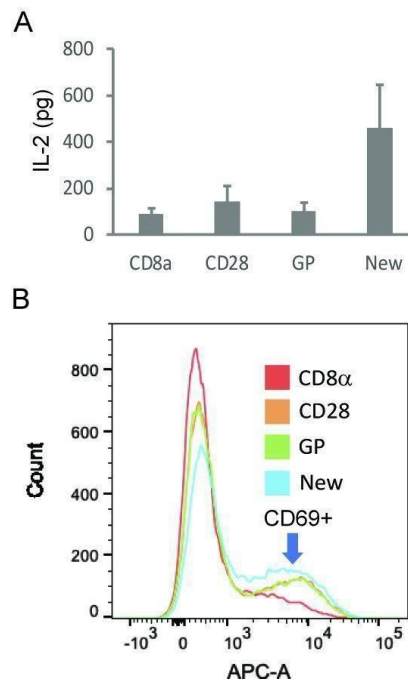 A
IL-2 (pg)
800
600
400
200
0
CD8a CD28 GP New
B
Count
800
600
400
200
0
CD8α
CD28
GP
New
CD69+
-10³ 0 10³ 10⁴ 10⁵
APC-A